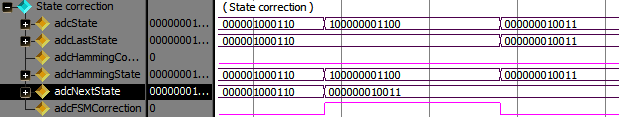 State correction ( State correction )
adcState 00000001... 000001000110 100000001100 000000010011
adcLastState 00000001... 000001000110 000000010011
adcHammingCo... 0
adcHammingState 00000001... 000001000110 100000001100 000000010011
adcNextState 00000001... 000001000110 000000010011
adcFSMCorrection 0